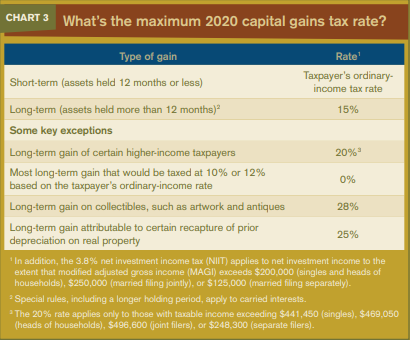 CHART 3
What's the maximum 2020 capital gains tax rate?
Type of gain Rate¹
Short-term (assets held 12 months or less) Taxpayer's ordinary-
income tax rate
Long-term (assets held more than 12 months)² 15%
Some key exceptions
Long-term gain of certain higher-income taxpayers 20%³
Most long-term gain that would be taxed at 10% or 12%
based on the taxpayer's ordinary-income rate 0%
Long-term gain on collectibles, such as artwork and antiques 28%
Long-term gain attributable to certain recapture of prior
depreciation on real property 25%
¹ In addition, the 3.8% net investment income tax (NIIT) applies to net investment income to the
extent that modified adjusted gross income (MAGI) exceeds $200,000 (singles and heads of
households), $250,000 (married filing jointly), or $125,000 (married filing separately).
² Special rules, including a longer holding period, apply to carried interests.
³ The 20% rate applies only to those with taxable income exceeding $441,450 (singles), $469,050
(heads of households), $496,600 (joint filers), or $248,300 (separate filers).